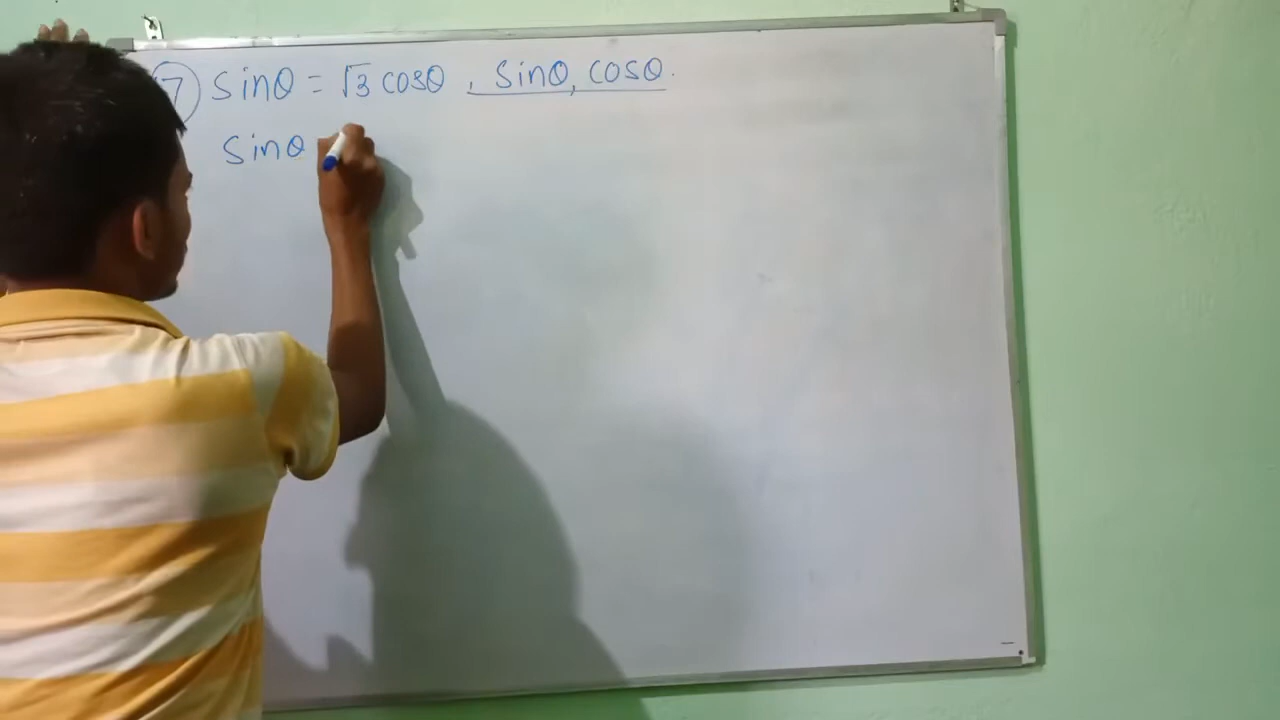 7 sinθ = √3 cosθ , sinθ, cosθ.
sinθ